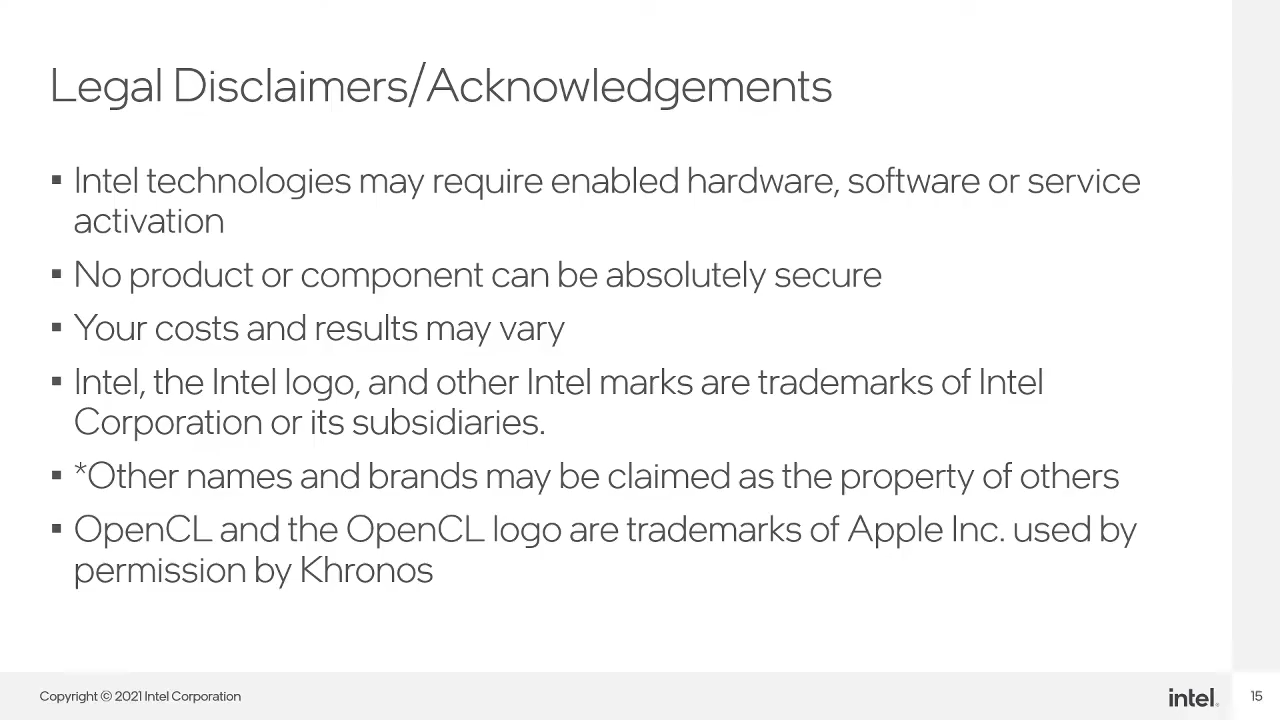 Legal Disclaimers/Acknowledgements
▪ Intel technologies may require enabled hardware, software or service
activation
▪ No product or component can be absolutely secure
▪ Your costs and results may vary
▪ Intel, the Intel logo, and other Intel marks are trademarks of Intel
Corporation or its subsidiaries.
▪ *Other names and brands may be claimed as the property of others
▪ OpenCL and the OpenCL logo are trademarks of Apple Inc. used by
permission by Khronos
Copyright © 2021 Intel Corporation
intel.
15